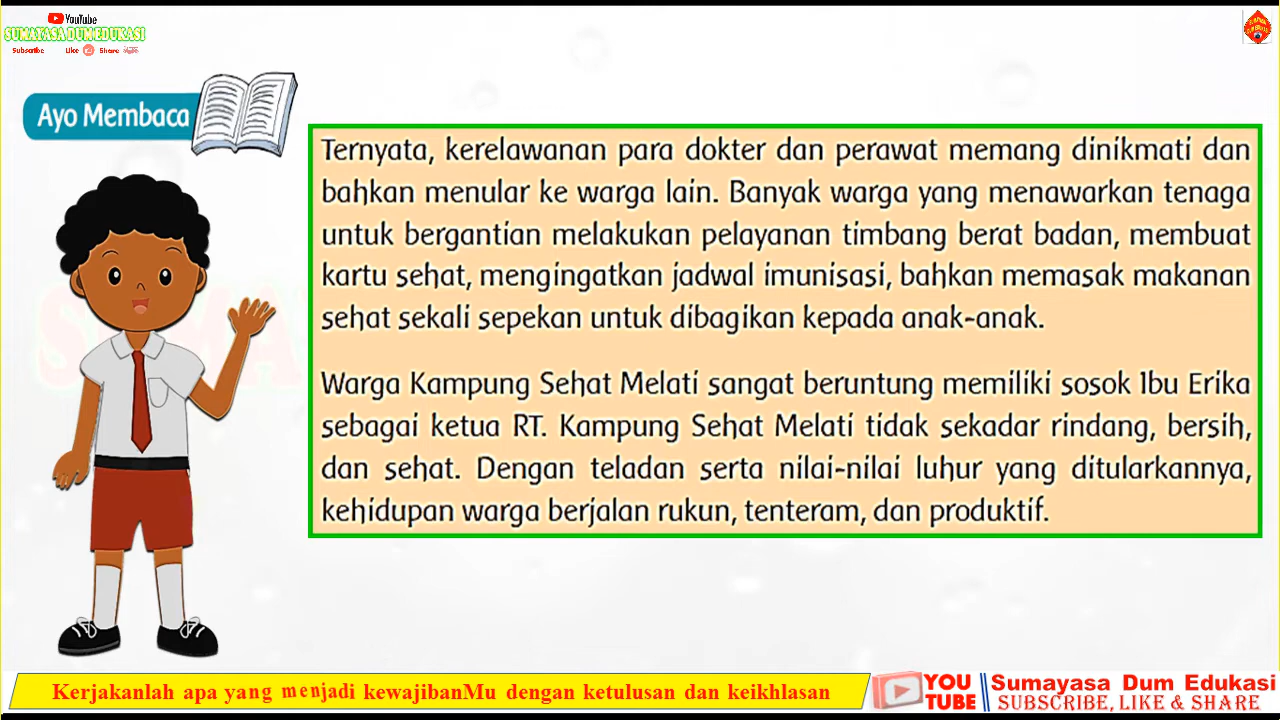 YouTube
SUMAYASA DUM EDUKASI
Subscribe Like Share
Ayo Membaca
Ternyata, kerelawanan para dokter dan perawat memang dinikmati dan
bahkan menular ke warga lain. Banyak warga yang menawarkan tenaga
untuk bergantian melakukan pelayanan timbang berat badan, membuat
kartu sehat, mengingatkan jadwal imunisasi, bahkan memasak makanan
sehat sekali sepekan untuk dibagikan kepada anak-anak.
Warga Kampung Sehat Melati sangat beruntung memiliki sosok Ibu Erika
sebagai ketua RT. Kampung Sehat Melati tidak sekadar rindang, bersih,
dan sehat. Dengan teladan serta nilai-nilai luhur yang ditularkannya,
kehidupan warga berjalan rukun, tenteram, dan produktif.
Kerjakanlah apa yang menjadi kewajibanMu dengan ketulusan dan keikhlasan
YOU
TUBE
Sumayasa Dum Edukasi
SUBSCRIBE, LIKE & SHARE